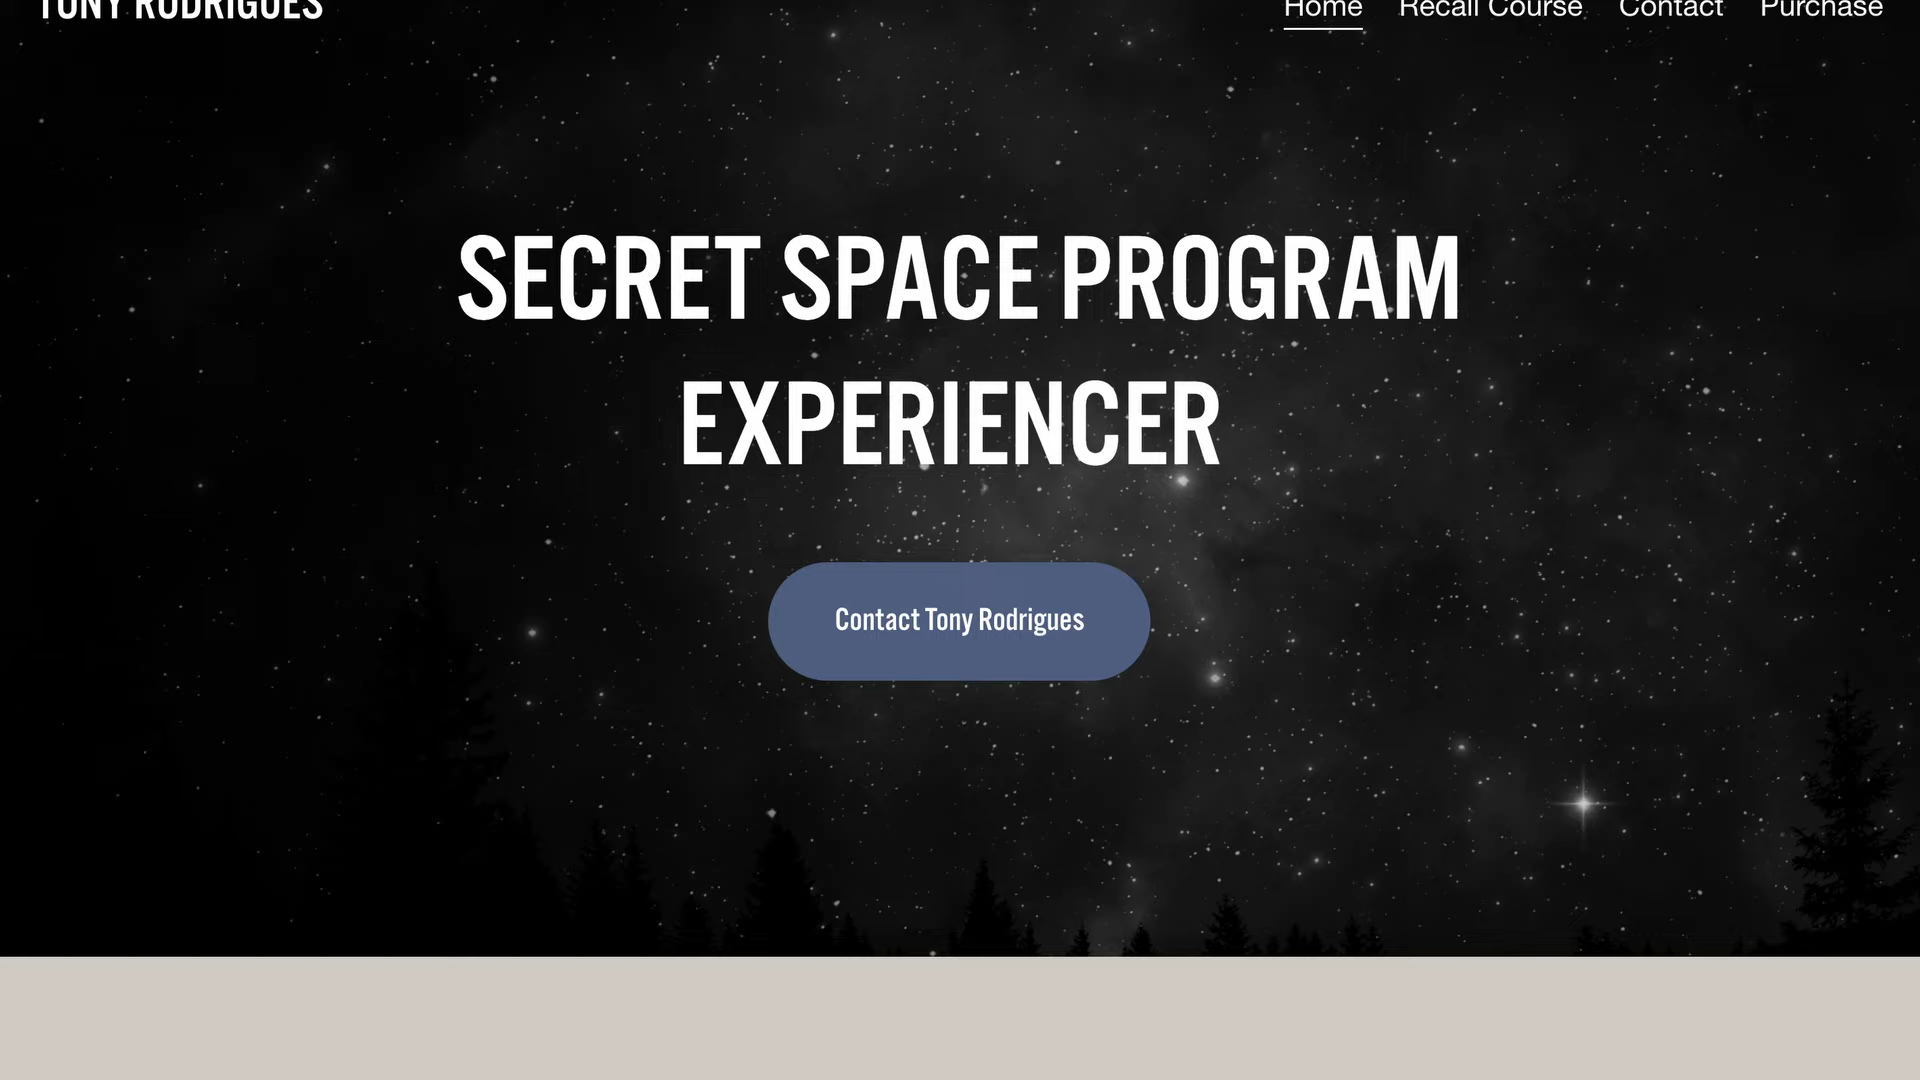 TONY RODRIGUES
Home Recall Course Contact Purchase
SECRET SPACE PROGRAM
EXPERIENCER
Contact Tony Rodrigues